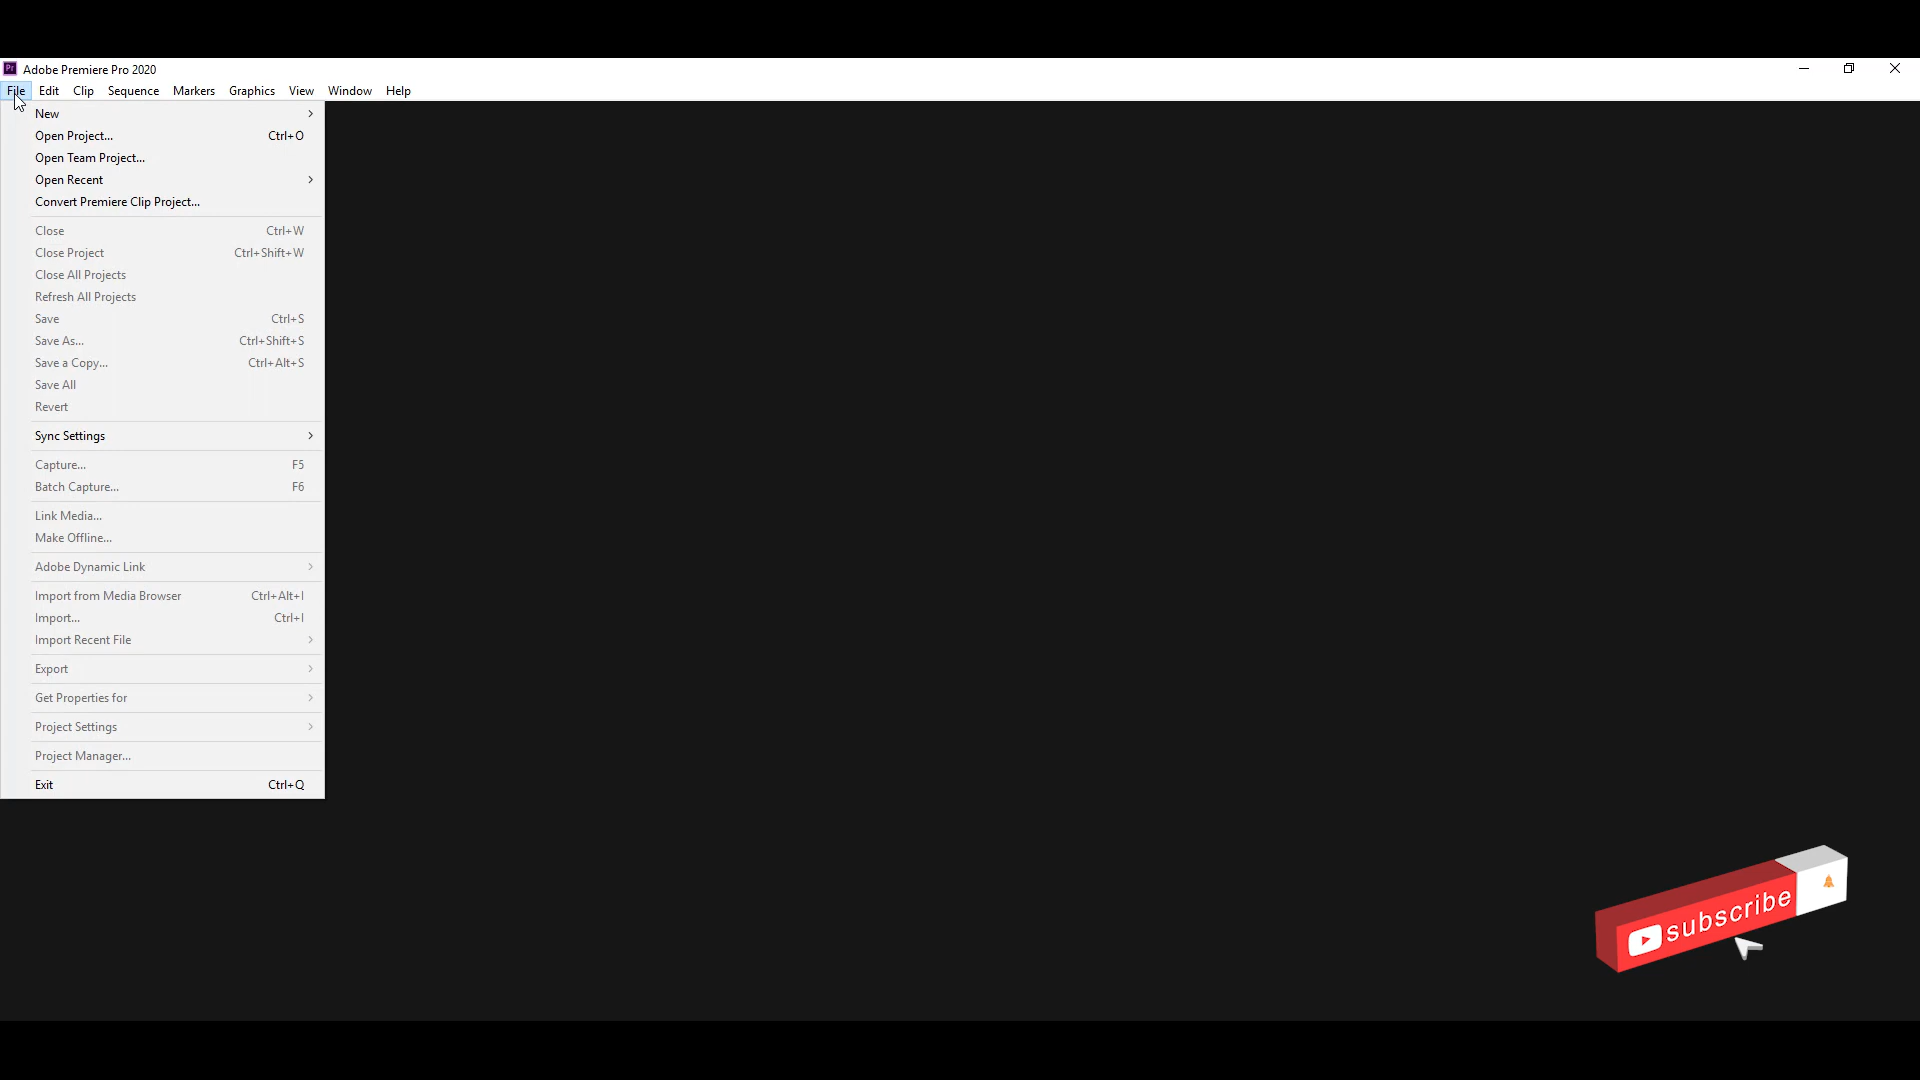 Pr Adobe Premiere Pro 2020
File Edit Clip Sequence Markers Graphics View Window Help
New
Open Project... Ctrl+O
Open Team Project...
Open Recent
Convert Premiere Clip Project...
Close Ctrl+W
Close Project Ctrl+Shift+W
Close All Projects
Refresh All Projects
Save Ctrl+S
Save As... Ctrl+Shift+S
Save a Copy... Ctrl+Alt+S
Save All
Revert
Sync Settings
Capture... F5
Batch Capture... F6
Link Media...
Make Offline...
Adobe Dynamic Link
Import from Media Browser Ctrl+Alt+I
Import... Ctrl+I
Import Recent File
Export
Get Properties for
Project Settings
Project Manager...
Exit Ctrl+Q
subscribe